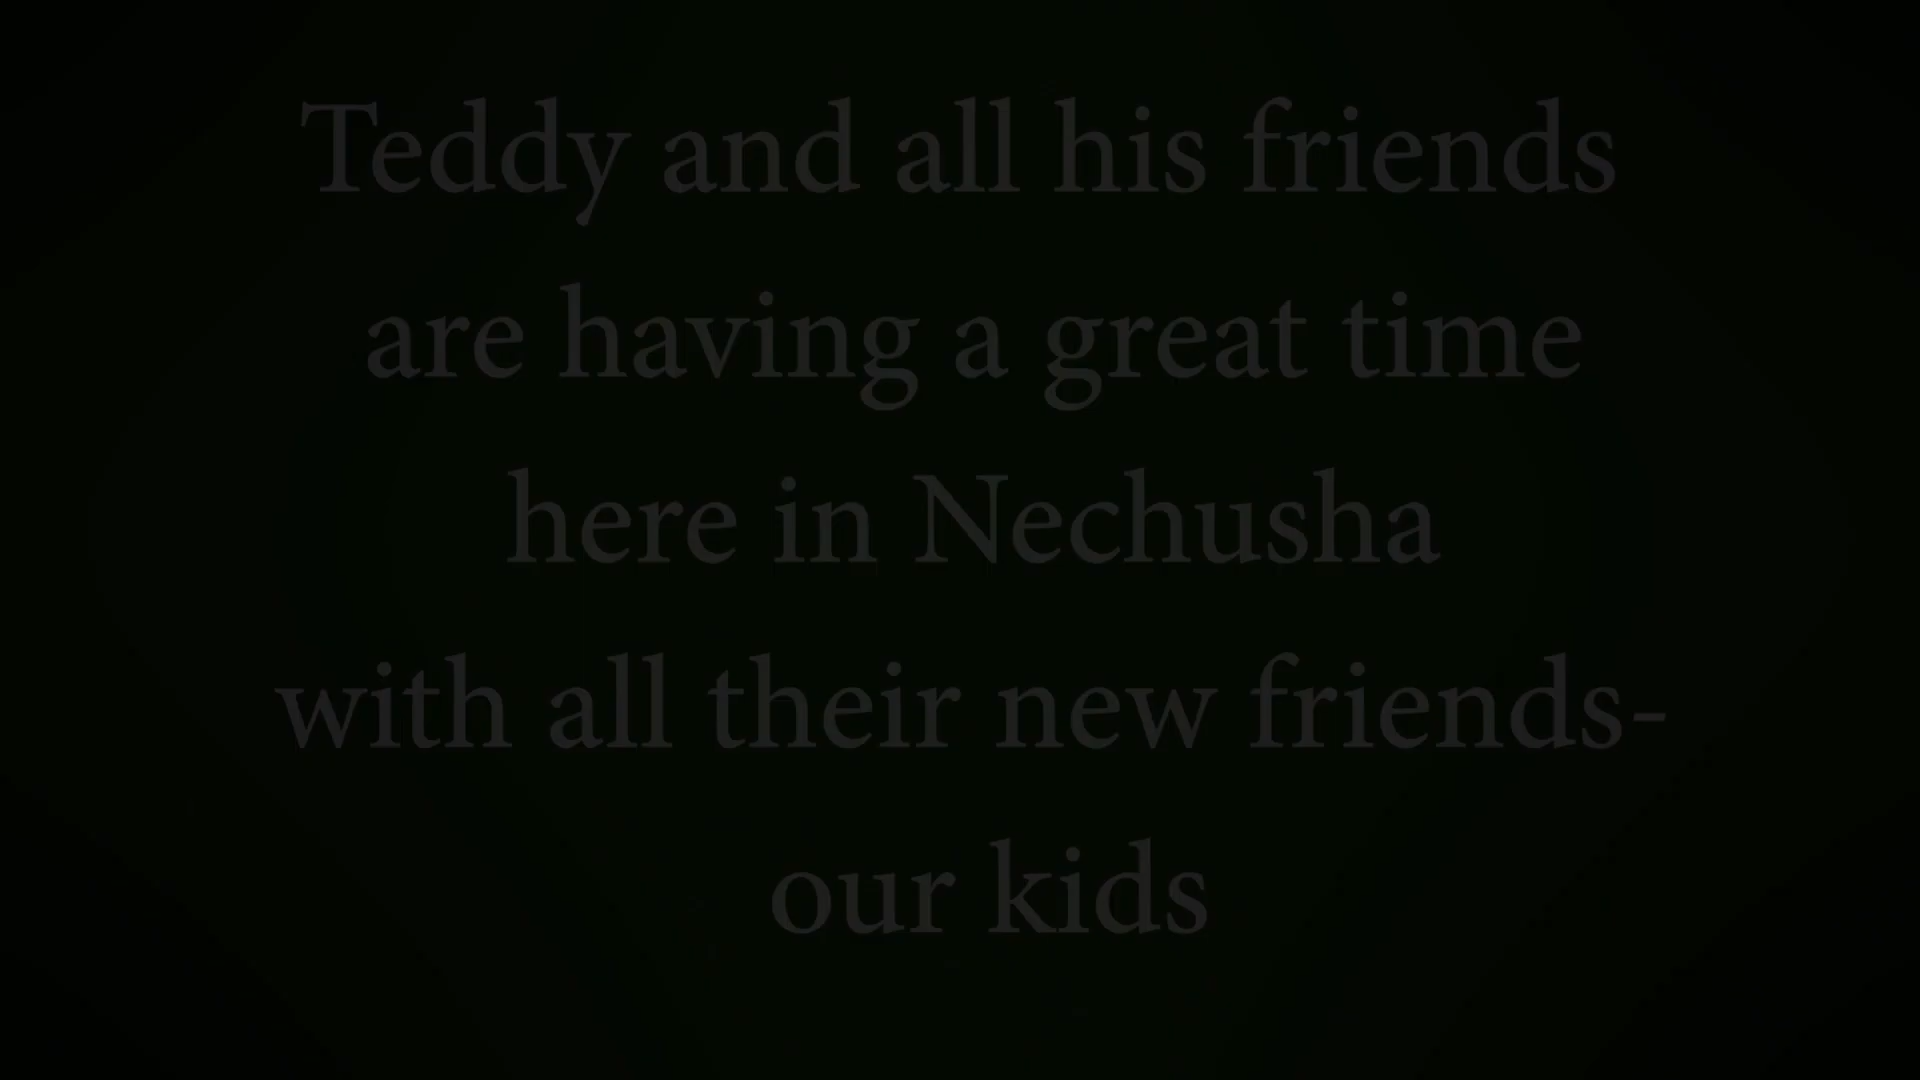 Teddy and all his friends
are having a great time
here in Nechusha
with all their new friends-
our kids